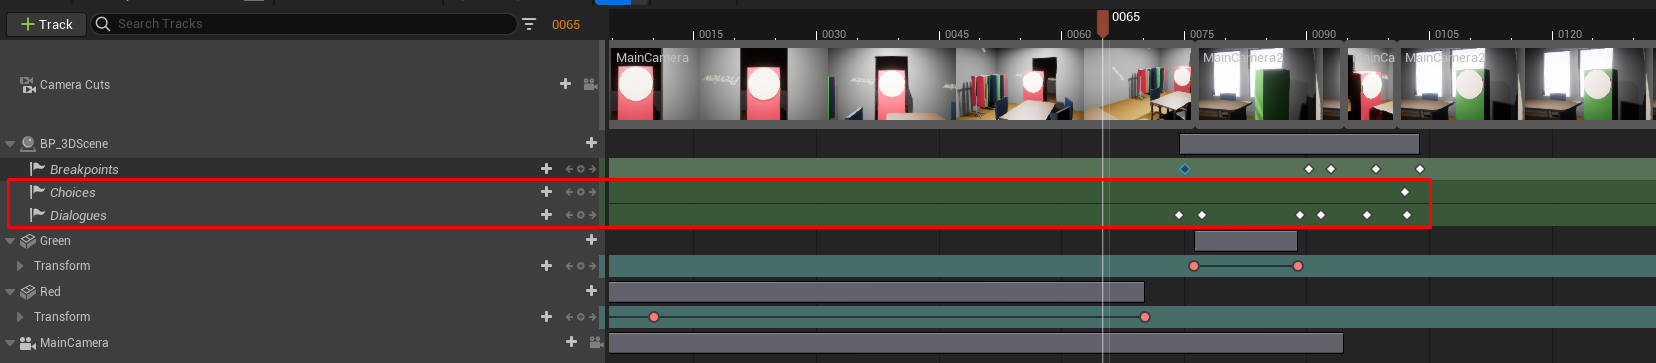 + Track
Search Tracks
0065
0065
0015
0030
0045
0060
0075
0090
0105
0120
Camera Cuts
MainCamera
MainCamera2
MainCa
MainCamera2
BP_3DScene
Breakpoints
Choices
Dialogues
Green
Transform
Red
Transform
MainCamera